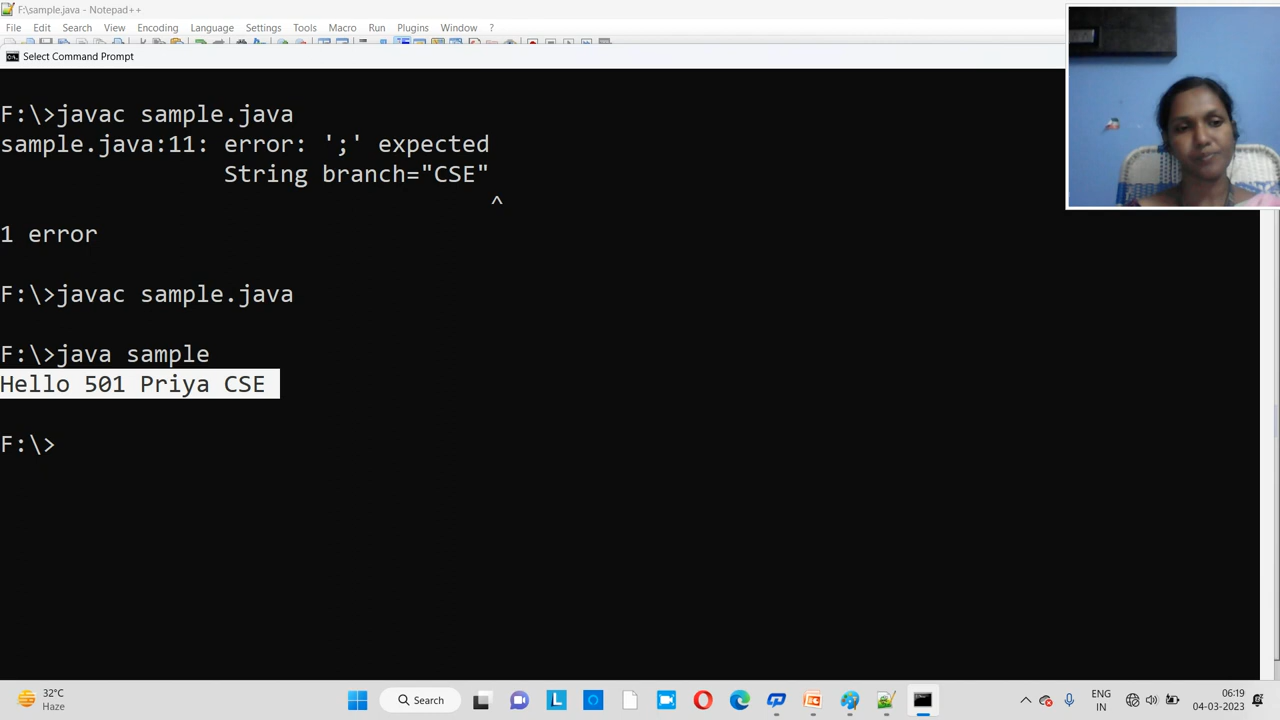 F:\sample.java - Notepad++
File Edit Search View Encoding Language Settings Tools Macro Run Plugins Window ?
Select Command Prompt
F:\>javac sample.java
sample.java:11: error: ';' expected
String branch="CSE"
^
1 error
F:\>javac sample.java
F:\>java sample
Hello 501 Priya CSE
F:\>
32°C
Haze
Search
ENG
IN
06:19
04-03-2023